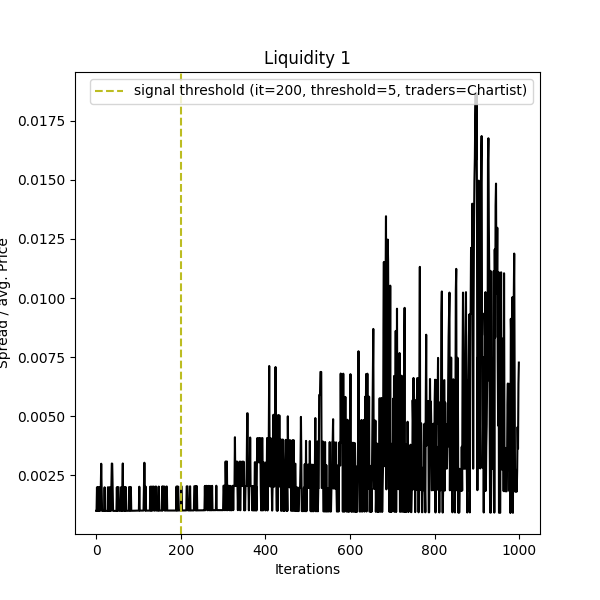 Liquidity 1
signal threshold (it=200, threshold=5, traders=Chartist)
0.0175
0.0150
0.0125
0.0100
0.0075
0.0050
0.0025
Spread / avg. Price
0 200 400 600 800 1000
Iterations